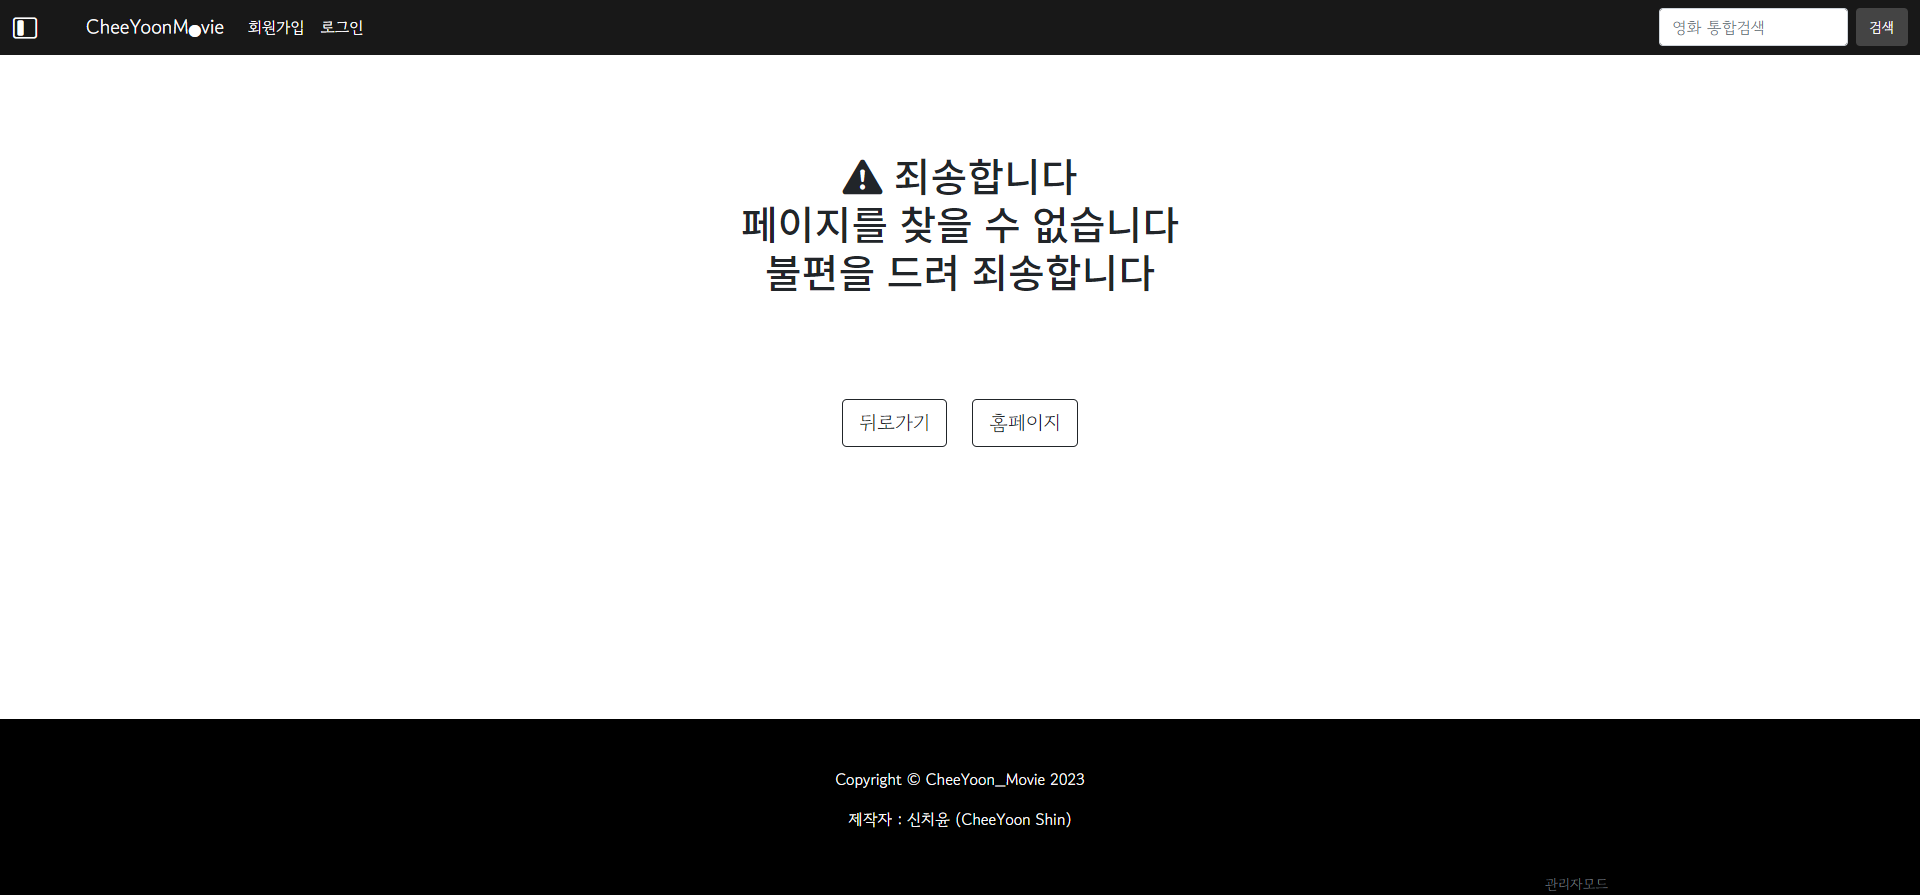 CheeYoonM●vie 회원가입 로그인 영화 통합검색 검색
죄송합니다
페이지를 찾을 수 없습니다
불편을 드려 죄송합니다
뒤로가기 홈페이지
Copyright © CheeYoon_Movie 2023
제작자 : 신치윤 (CheeYoon Shin)
관리자모드